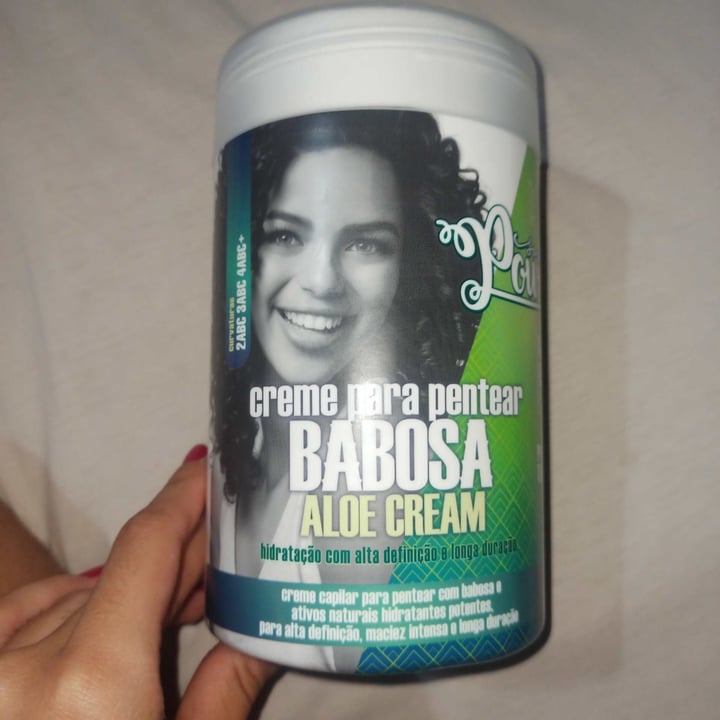 curvaturas
2ABC 3ABC 4ABC+
creme para pentear
BABOSA
ALOE CREAM
hidratação com alta definição e longa duração
creme capilar para pentear com babosa e
ativos naturais hidratantes potentes,
para alta definição, maciez intensa e longa duração